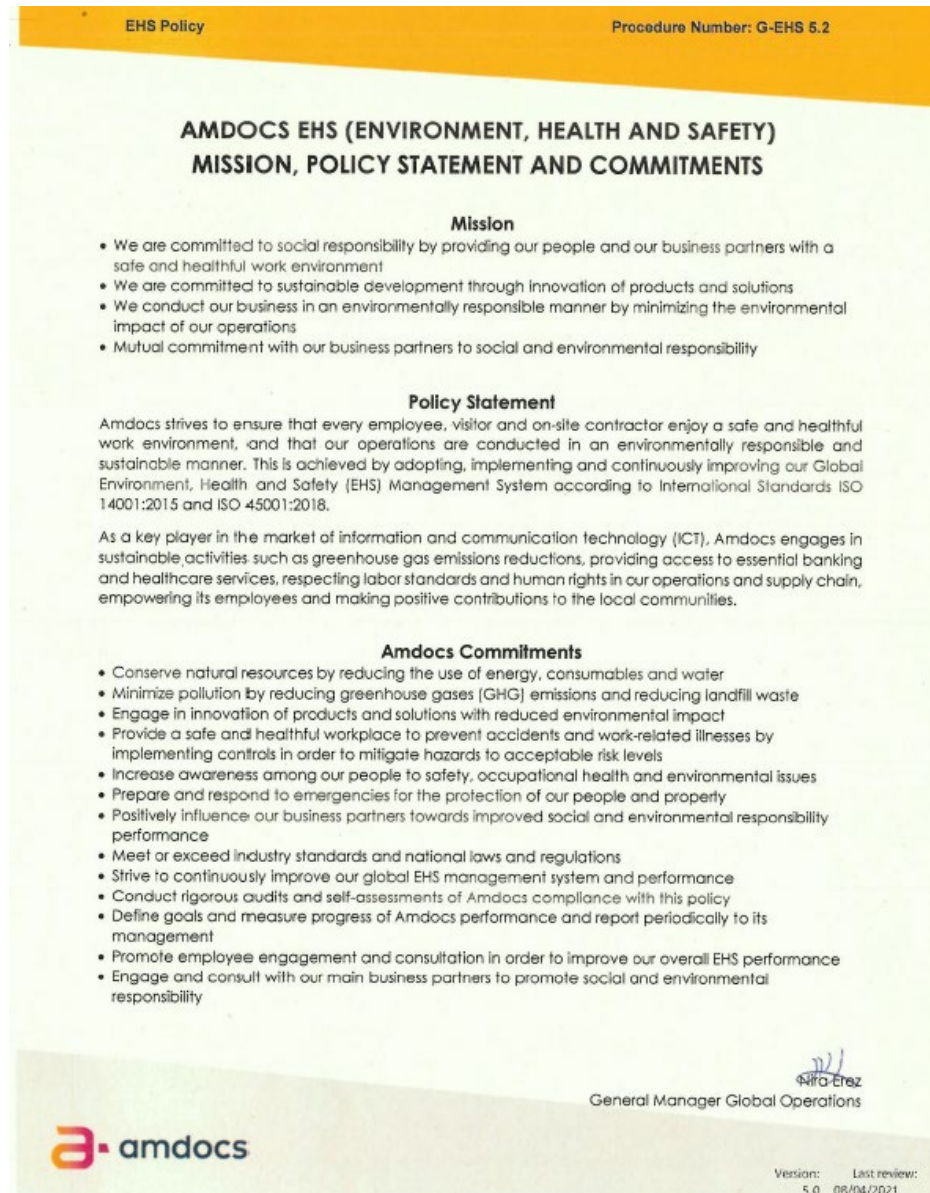 EHS Policy
Procedure Number: G-EHS 5.2
AMDOCS EHS (ENVIRONMENT, HEALTH AND SAFETY)
MISSION, POLICY STATEMENT AND COMMITMENTS
Mission
• We are committed to social responsibility by providing our people and our business partners with a
safe and healthful work environment
• We are committed to sustainable development through innovation of products and solutions
• We conduct our business in an environmentally responsible manner by minimizing the environmental
impact of our operations
• Mutual commitment with our business partners to social and environmental responsibility
Policy Statement
Amdocs strives to ensure that every employee, visitor and on-site contractor enjoy a safe and healthful
work environment, and that our operations are conducted in an environmentally responsible and
sustainable manner. This is achieved by adopting, implementing and continuously improving our Global
Environment, Health and Safety (EHS) Management System according to International Standards ISO
14001:2015 and ISO 45001:2018.
As a key player in the market of information and communication technology (ICT), Amdocs engages in
sustainable activities such as greenhouse gas emissions reductions, providing access to essential banking
and healthcare services, respecting labor standards and human rights in our operations and supply chain,
empowering its employees and making positive contributions to the local communities.
Amdocs Commitments
• Conserve natural resources by reducing the use of energy, consumables and water
• Minimize pollution by reducing greenhouse gases (GHG) emissions and reducing landfill waste
• Engage in innovation of products and solutions with reduced environmental impact
• Provide a safe and healthful workplace to prevent accidents and work-related illnesses by
implementing controls in order to mitigate hazards to acceptable risk levels
• Increase awareness among our people to safety, occupational health and environmental issues
• Prepare and respond to emergencies for the protection of our people and property
• Positively influence our business partners towards improved social and environmental responsibility
performance
• Meet or exceed industry standards and national laws and regulations
• Strive to continuously improve our global EHS management system and performance
• Conduct rigorous audits and self-assessments of Amdocs compliance with this policy
• Define goals and measure progress of Amdocs performance and report periodically to its
management
• Promote employee engagement and consultation in order to improve our overall EHS performance
• Engage and consult with our main business partners to promote social and environmental
responsibility
Nira Erez
General Manager Global Operations
amdocs
Version: Last review:
5.0 08/04/2021